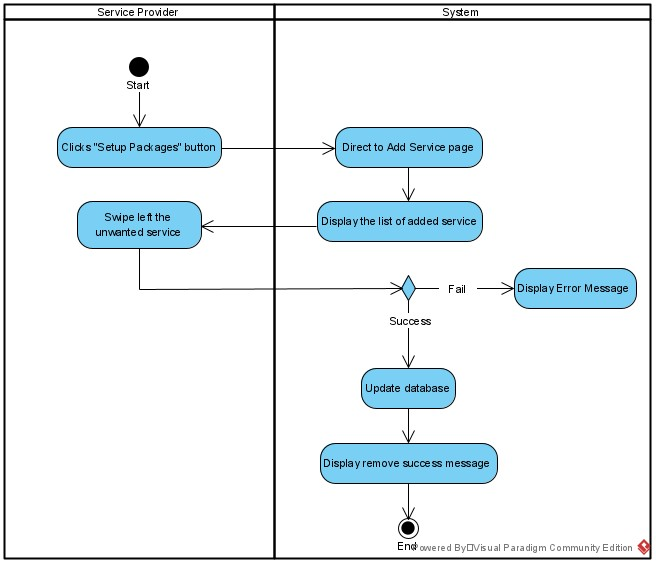 Service Provider
System
Start
Clicks "Setup Packages" button
Direct to Add Service page
Swipe left the
unwanted service
Display the list of added service
Fail
Display Error Message
Success
Update database
Display remove success message
End
Powered By Visual Paradigm Community Edition